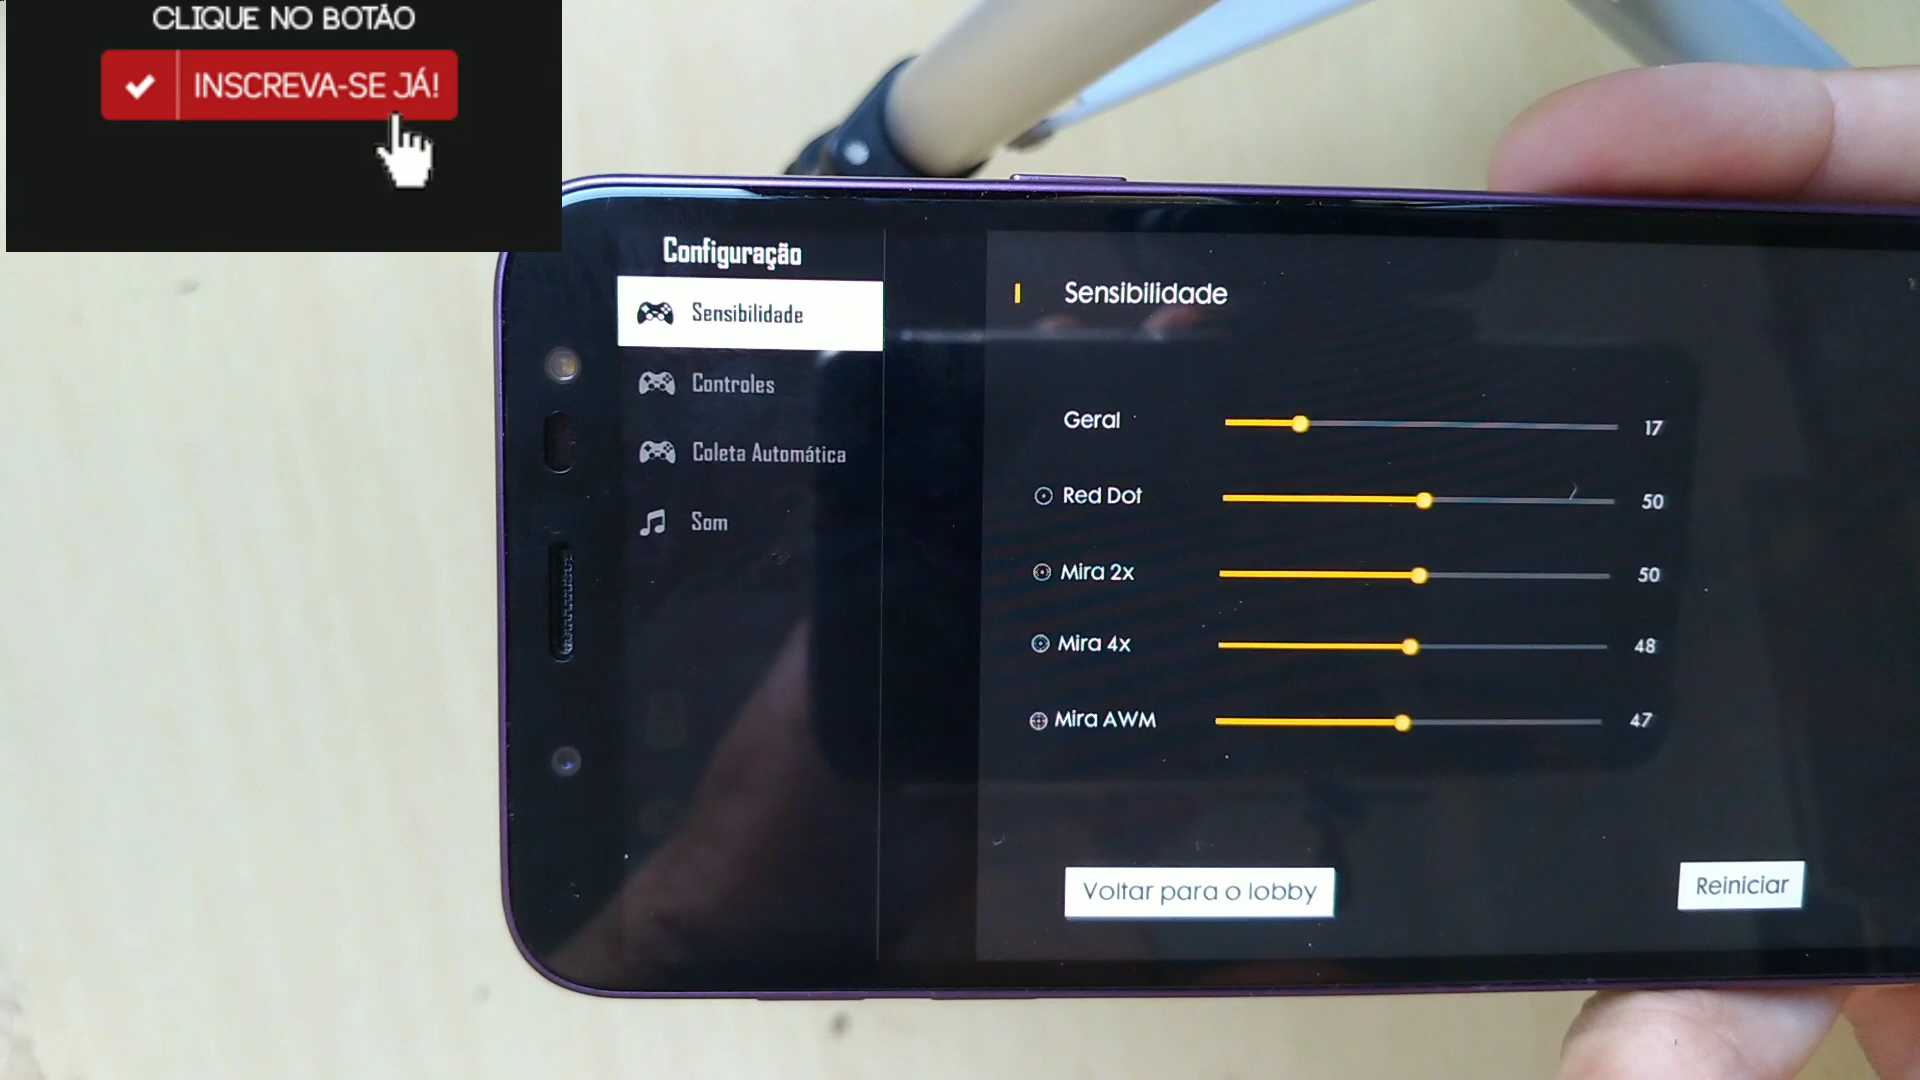 CLIQUE NO BOTÃO
INSCREVA-SE JÁ!
Configuração
Sensibilidade
Controles
Coleta Automática
Som
Sensibilidade
Geral 17
Red Dot 50
Mira 2x 50
Mira 4x 48
Mira AWM 47
Voltar para o lobby
Reiniciar